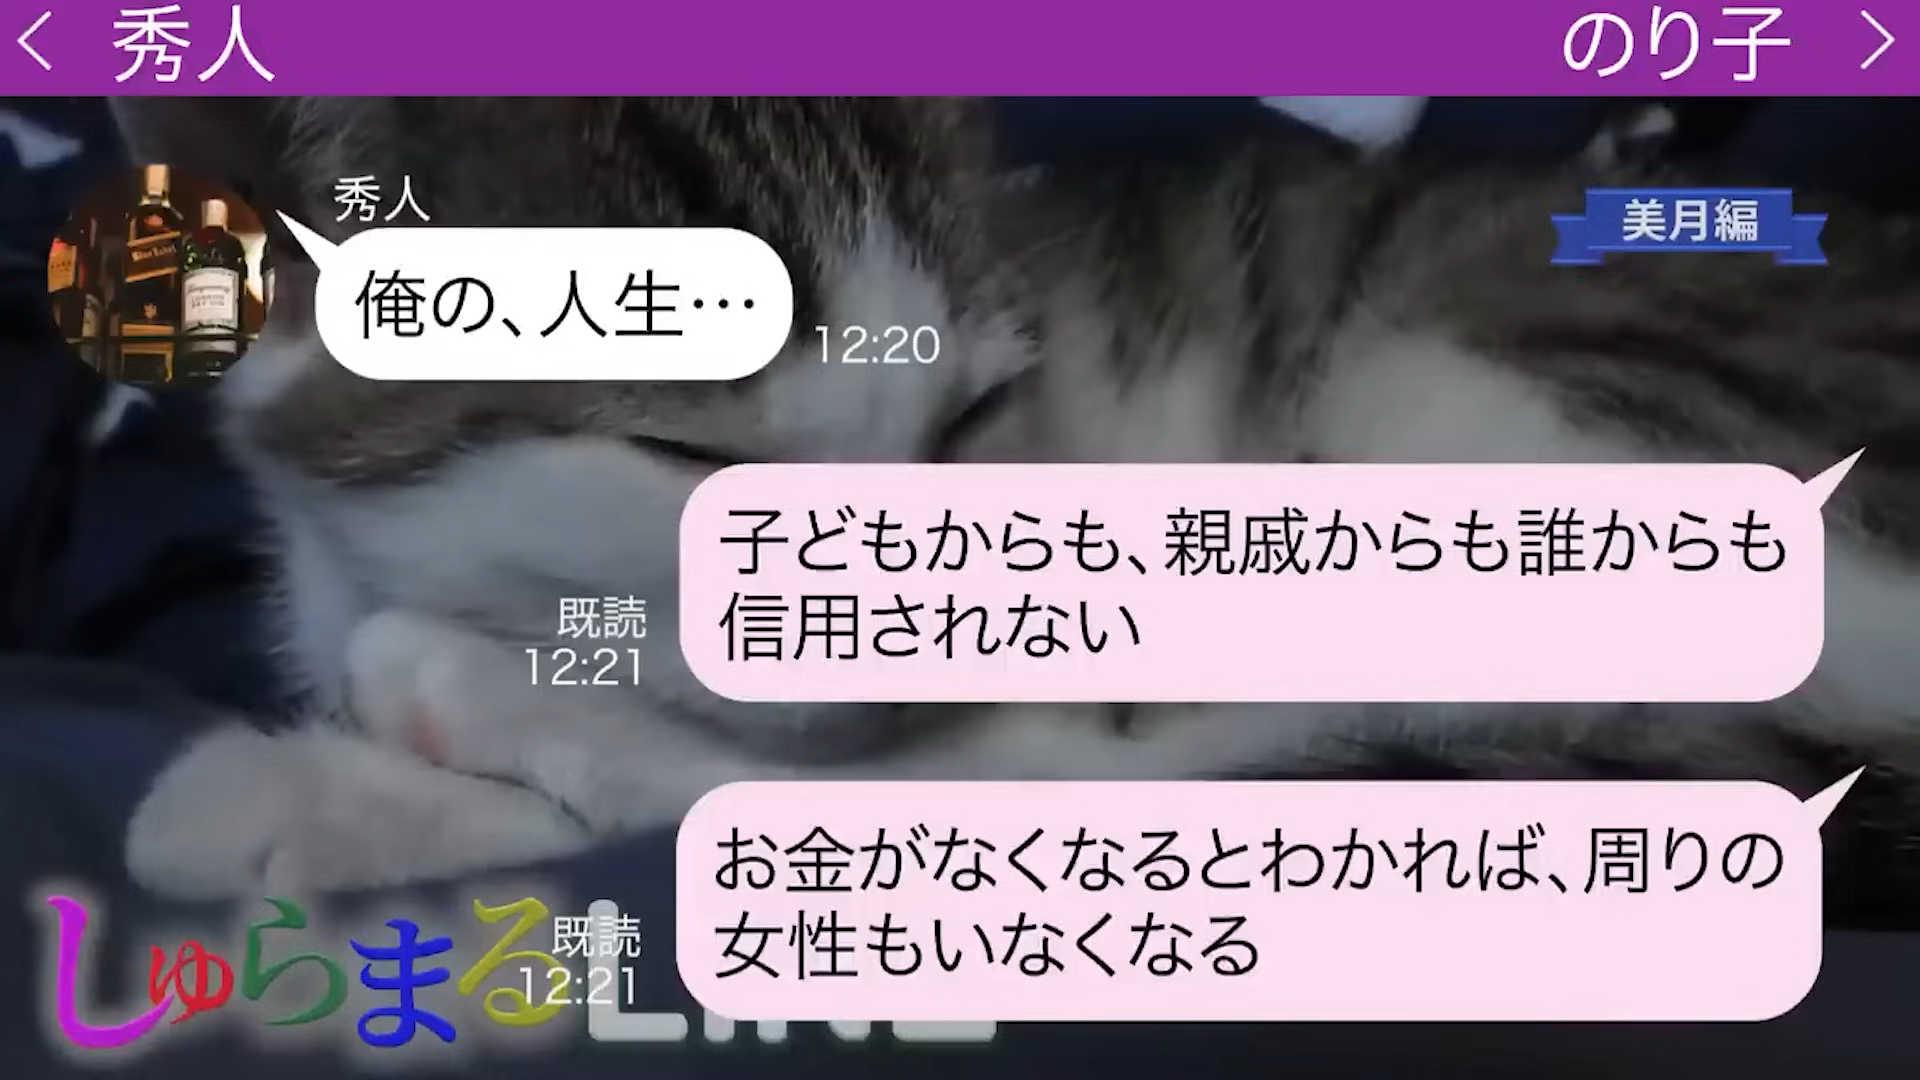 秀人
のり子
秀人
美月編
俺の、人生…
12:20
子どもからも、親戚からも誰からも
信用されない
既読
12:21
お金がなくなるとわかれば、周りの
女性もいなくなる
既読
12:21
しゅらまる
LINE